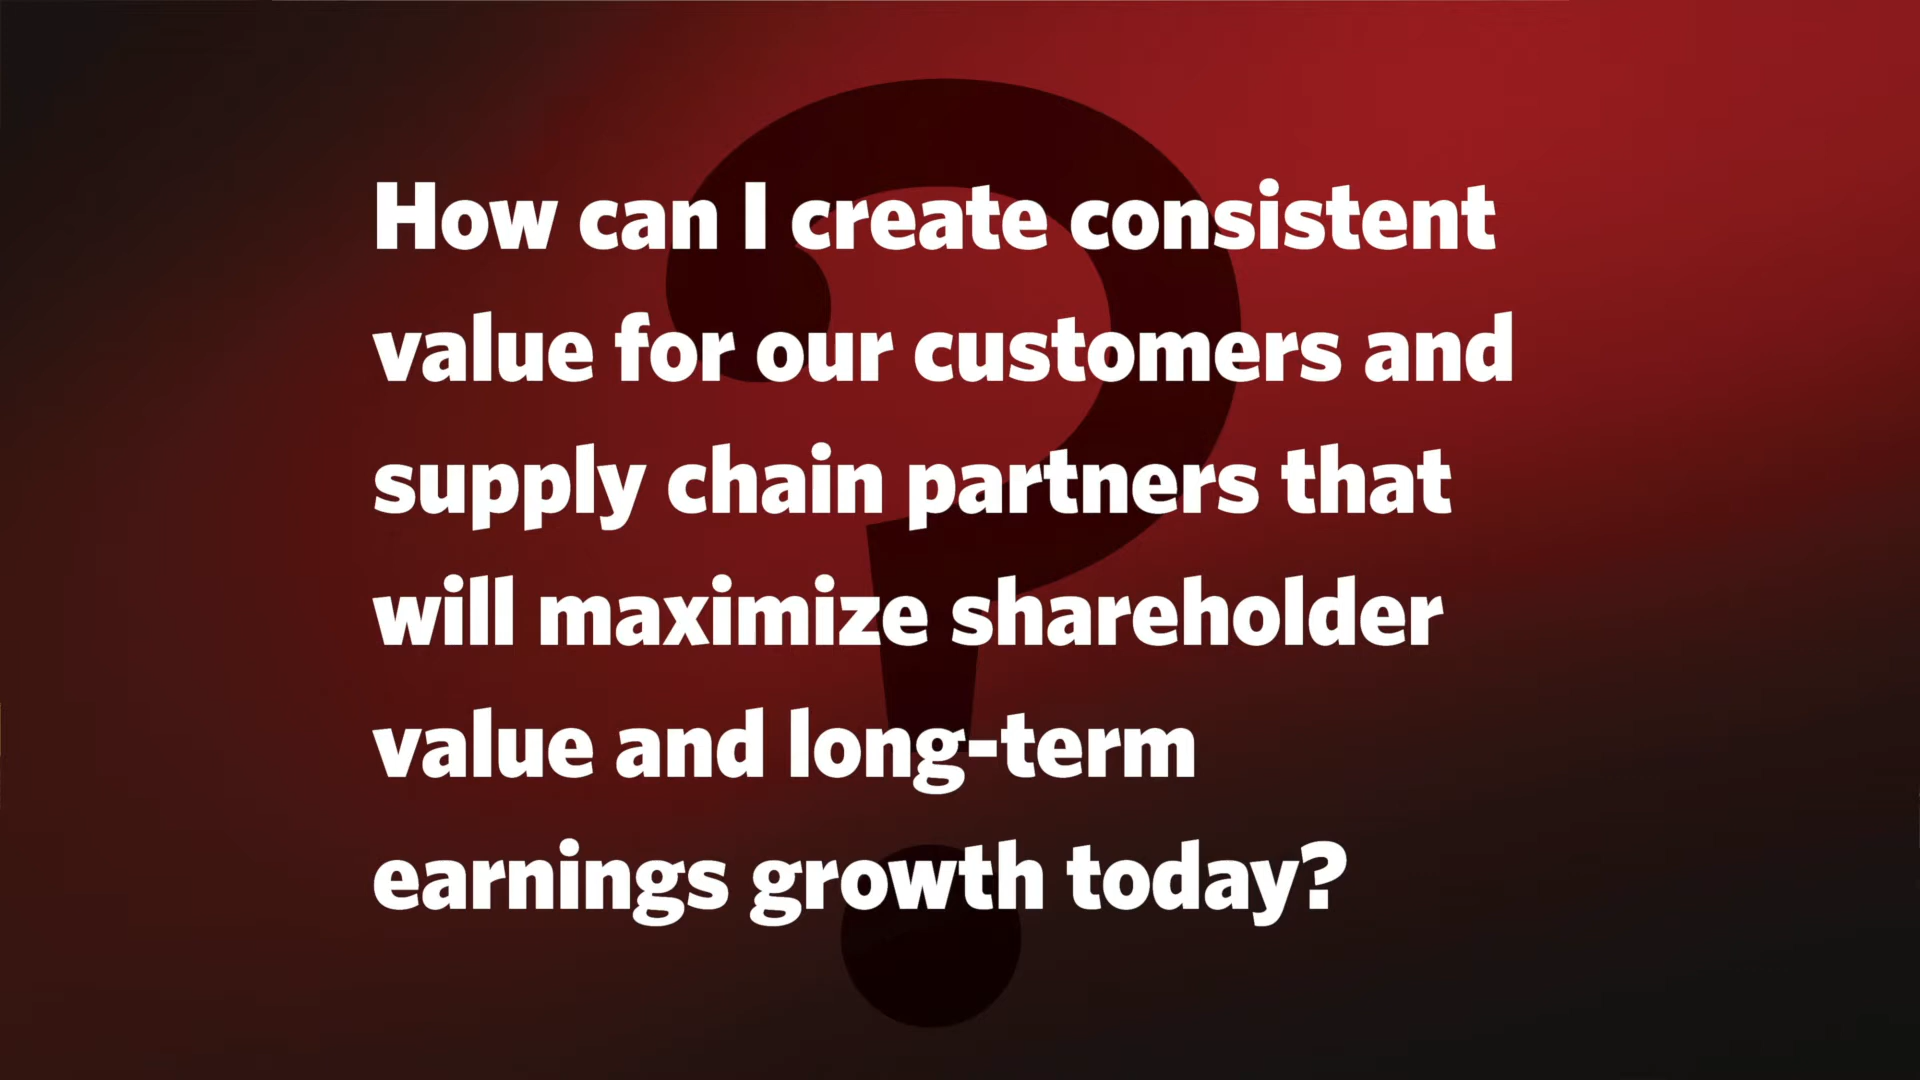 How can I create consistent
value for our customers and
supply chain partners that
will maximize shareholder
value and long-term
earnings growth today?